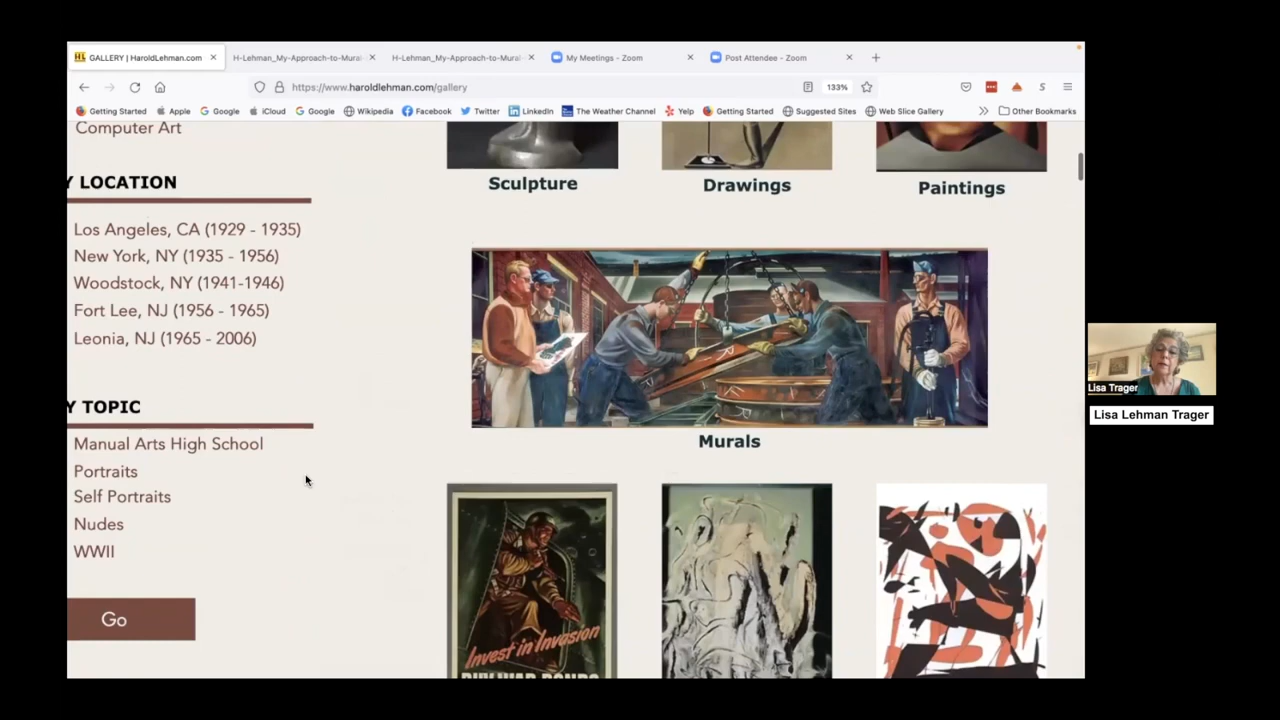 GALLERY | HaroldLehman.com
H-Lehman_My-Approach-to-Mural
H-Lehman_My-Approach-to-Mural
My Meetings - Zoom
Post Attendee - Zoom
https://www.haroldlehman.com/gallery
133%
Getting Started Apple Google iCloud Google Wikipedia Facebook Twitter LinkedIn The Weather Channel Yelp Getting Started Suggested Sites Web Slice Gallery Other Bookmarks
Computer Art
Y LOCATION
Los Angeles, CA (1929 - 1935)
New York, NY (1935 - 1956)
Woodstock, NY (1941-1946)
Fort Lee, NJ (1956 - 1965)
Leonia, NJ (1965 - 2006)
Y TOPIC
Manual Arts High School
Portraits
Self Portraits
Nudes
WWII
Go
Sculpture
Drawings
Paintings
Murals
Invest in Invasion
BUY WAR BONDS
Lisa Trager
Lisa Lehman Trager